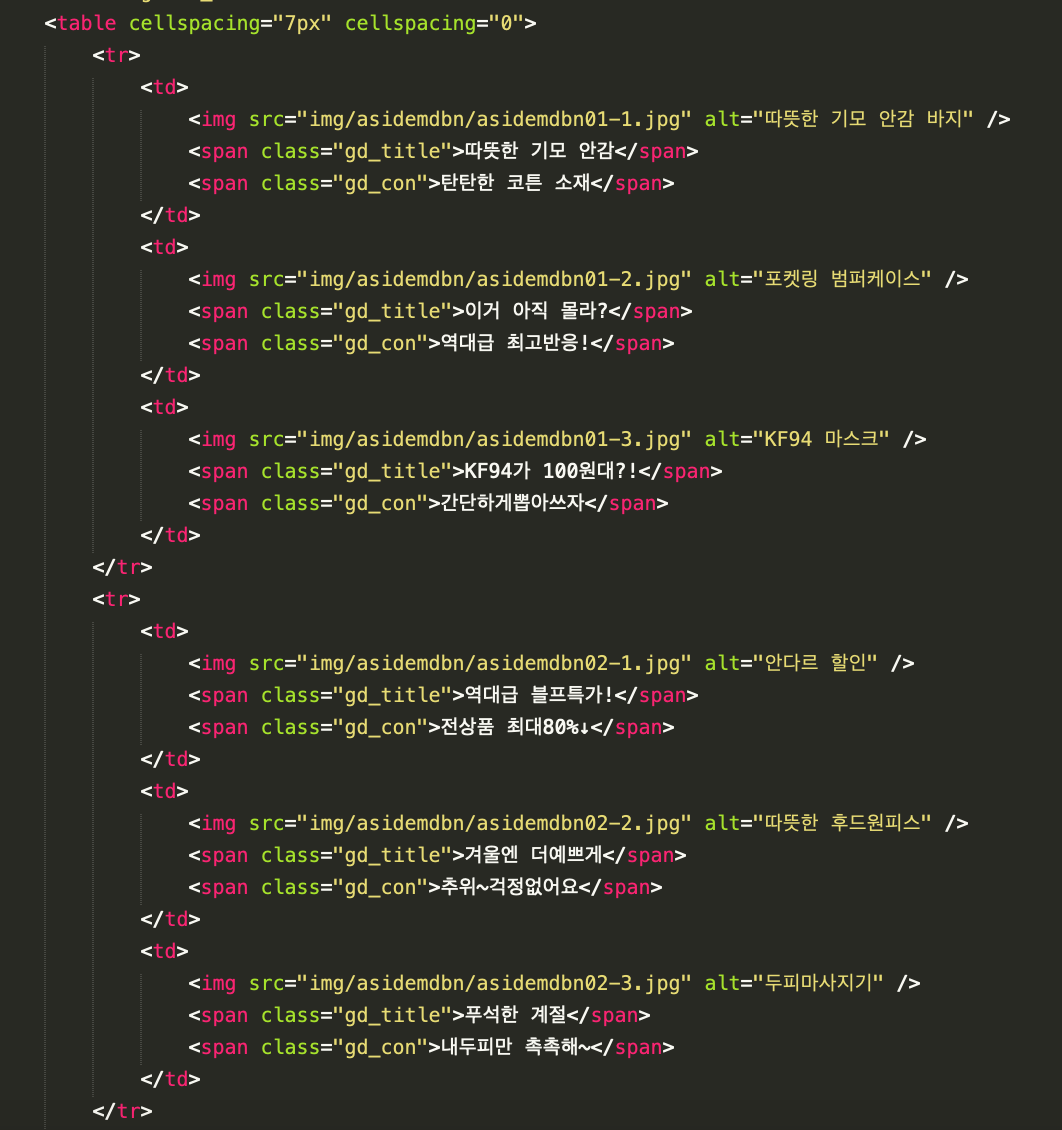 <table cellspacing="7px" cellspacing="0">
<tr>
<td>
<img src="img/asidemdbn/asidemdbn01-1.jpg" alt="따뜻한 기모 안감 바지" />
<span class="gd_title">따뜻한 기모 안감</span>
<span class="gd_con">탄탄한 코튼 소재</span>
</td>
<td>
<img src="img/asidemdbn/asidemdbn01-2.jpg" alt="포켓링 범퍼케이스" />
<span class="gd_title">이거 아직 몰라?</span>
<span class="gd_con">역대급 최고반응!</span>
</td>
<td>
<img src="img/asidemdbn/asidemdbn01-3.jpg" alt="KF94 마스크" />
<span class="gd_title">KF94가 100원대?!</span>
<span class="gd_con">간단하게뽑아쓰자</span>
</td>
</tr>
<tr>
<td>
<img src="img/asidemdbn/asidemdbn02-1.jpg" alt="안다르 할인" />
<span class="gd_title">역대급 블프특가!</span>
<span class="gd_con">전상품 최대80%↓</span>
</td>
<td>
<img src="img/asidemdbn/asidemdbn02-2.jpg" alt="따뜻한 후드원피스" />
<span class="gd_title">겨울엔 더예쁘게</span>
<span class="gd_con">추위~걱정없어요</span>
</td>
<td>
<img src="img/asidemdbn/asidemdbn02-3.jpg" alt="두피마사지기" />
<span class="gd_title">푸석한 계절</span>
<span class="gd_con">내두피만 촉촉해~</span>
</td>
</tr>